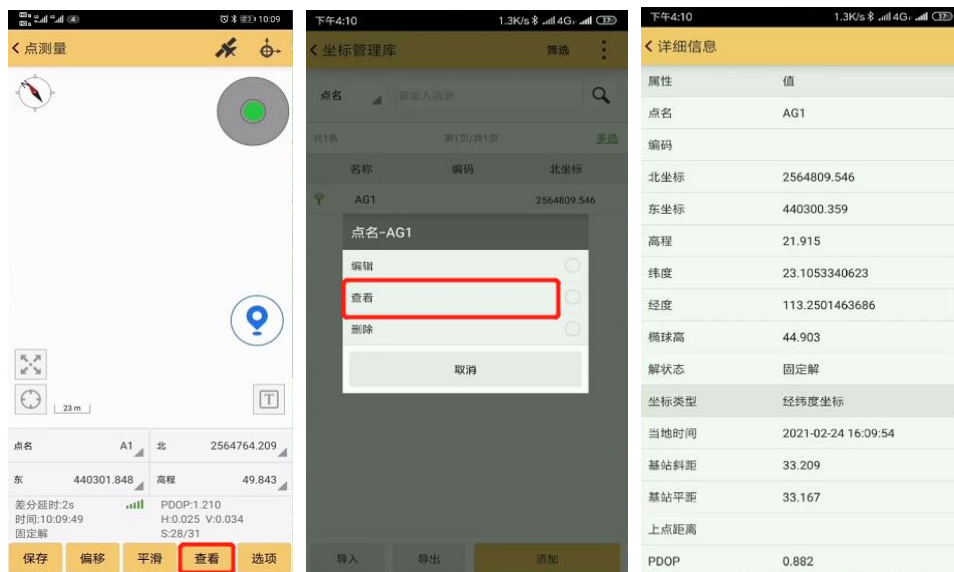 10:09
点测量
23 m
T
点名 A1 北 2564764.209
东 440301.848 高程 49.843
差分延时:2s PDOP:1.210
时间:10:09:49 H:0.025 V:0.034
固定解 S:28/31
保存 偏移 平滑 查看 选项
下午4:10 1.3K/s 4G 37
坐标管理库 筛选
点名 请输入信息
共1条 第1页/共1页 多选
名称 编码 北坐标
AG1 2564809.546
点名-AG1
编辑
查看
删除
取消
导入 导出 添加
下午4:10 1.3K/s 4G 37
详细信息
属性 值
点名 AG1
编码
北坐标 2564809.546
东坐标 440300.359
高程 21.915
纬度 23.1053340623
经度 113.2501463686
椭球高 44.903
解状态 固定解
坐标类型 经纬度坐标
当地时间 2021-02-24 16:09:54
基站斜距 33.209
基站平距 33.167
上点距离
PDOP 0.882